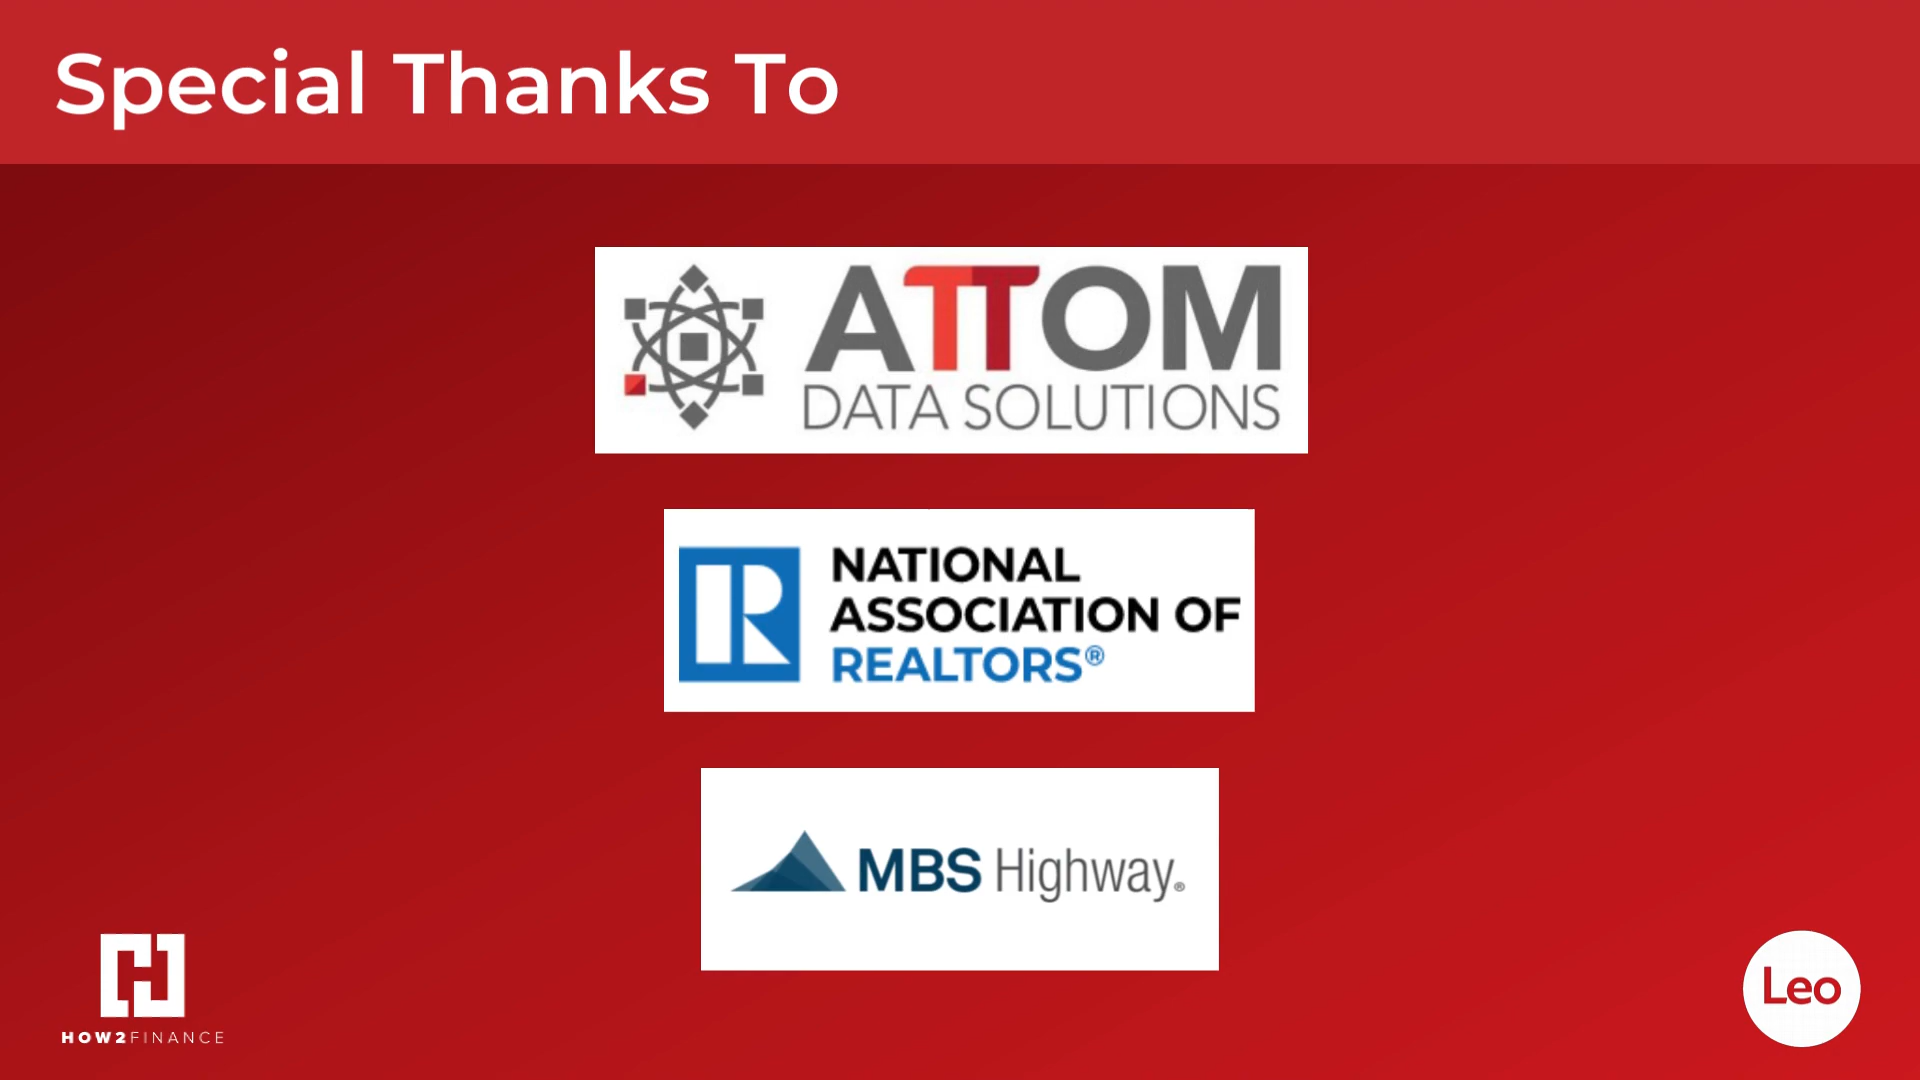 Special Thanks To
ATTOM
DATA SOLUTIONS
NATIONAL
ASSOCIATION OF
REALTORS®
MBS Highway®
HOW2FINANCE
Leo